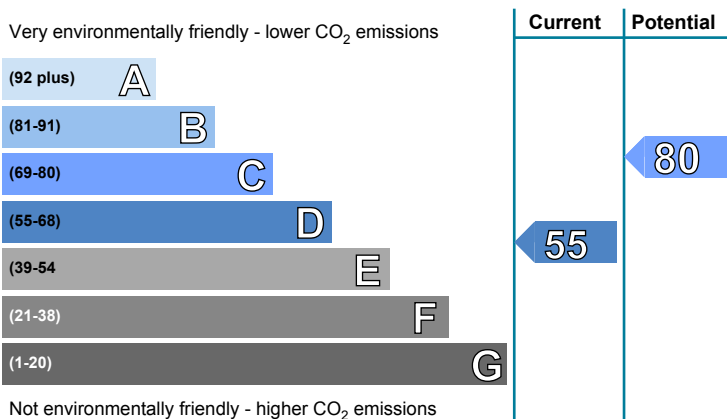 Current Potential
Very environmentally friendly - lower CO₂ emissions
(92 plus) A
(81-91) B
(69-80) C
80
(55-68) D
55
(39-54 E
(21-38) F
(1-20) G
Not environmentally friendly - higher CO₂ emissions